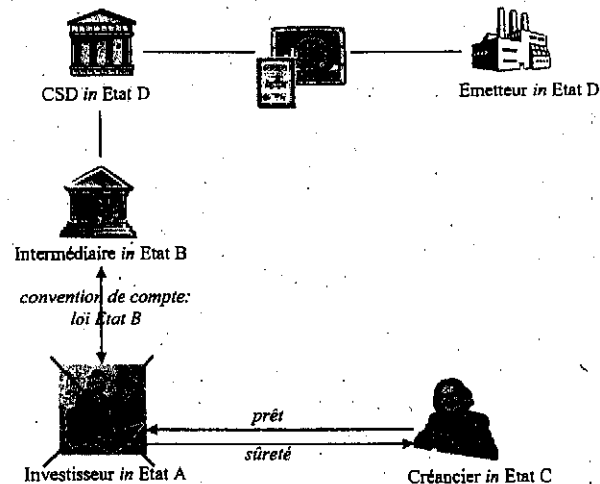 CSD in Etat D
Emetteur in Etat D
Intermédiaire in Etat B
convention de compte:
loi Etat B
prêt
sûreté
Investisseur in Etat A
Créancier in Etat C